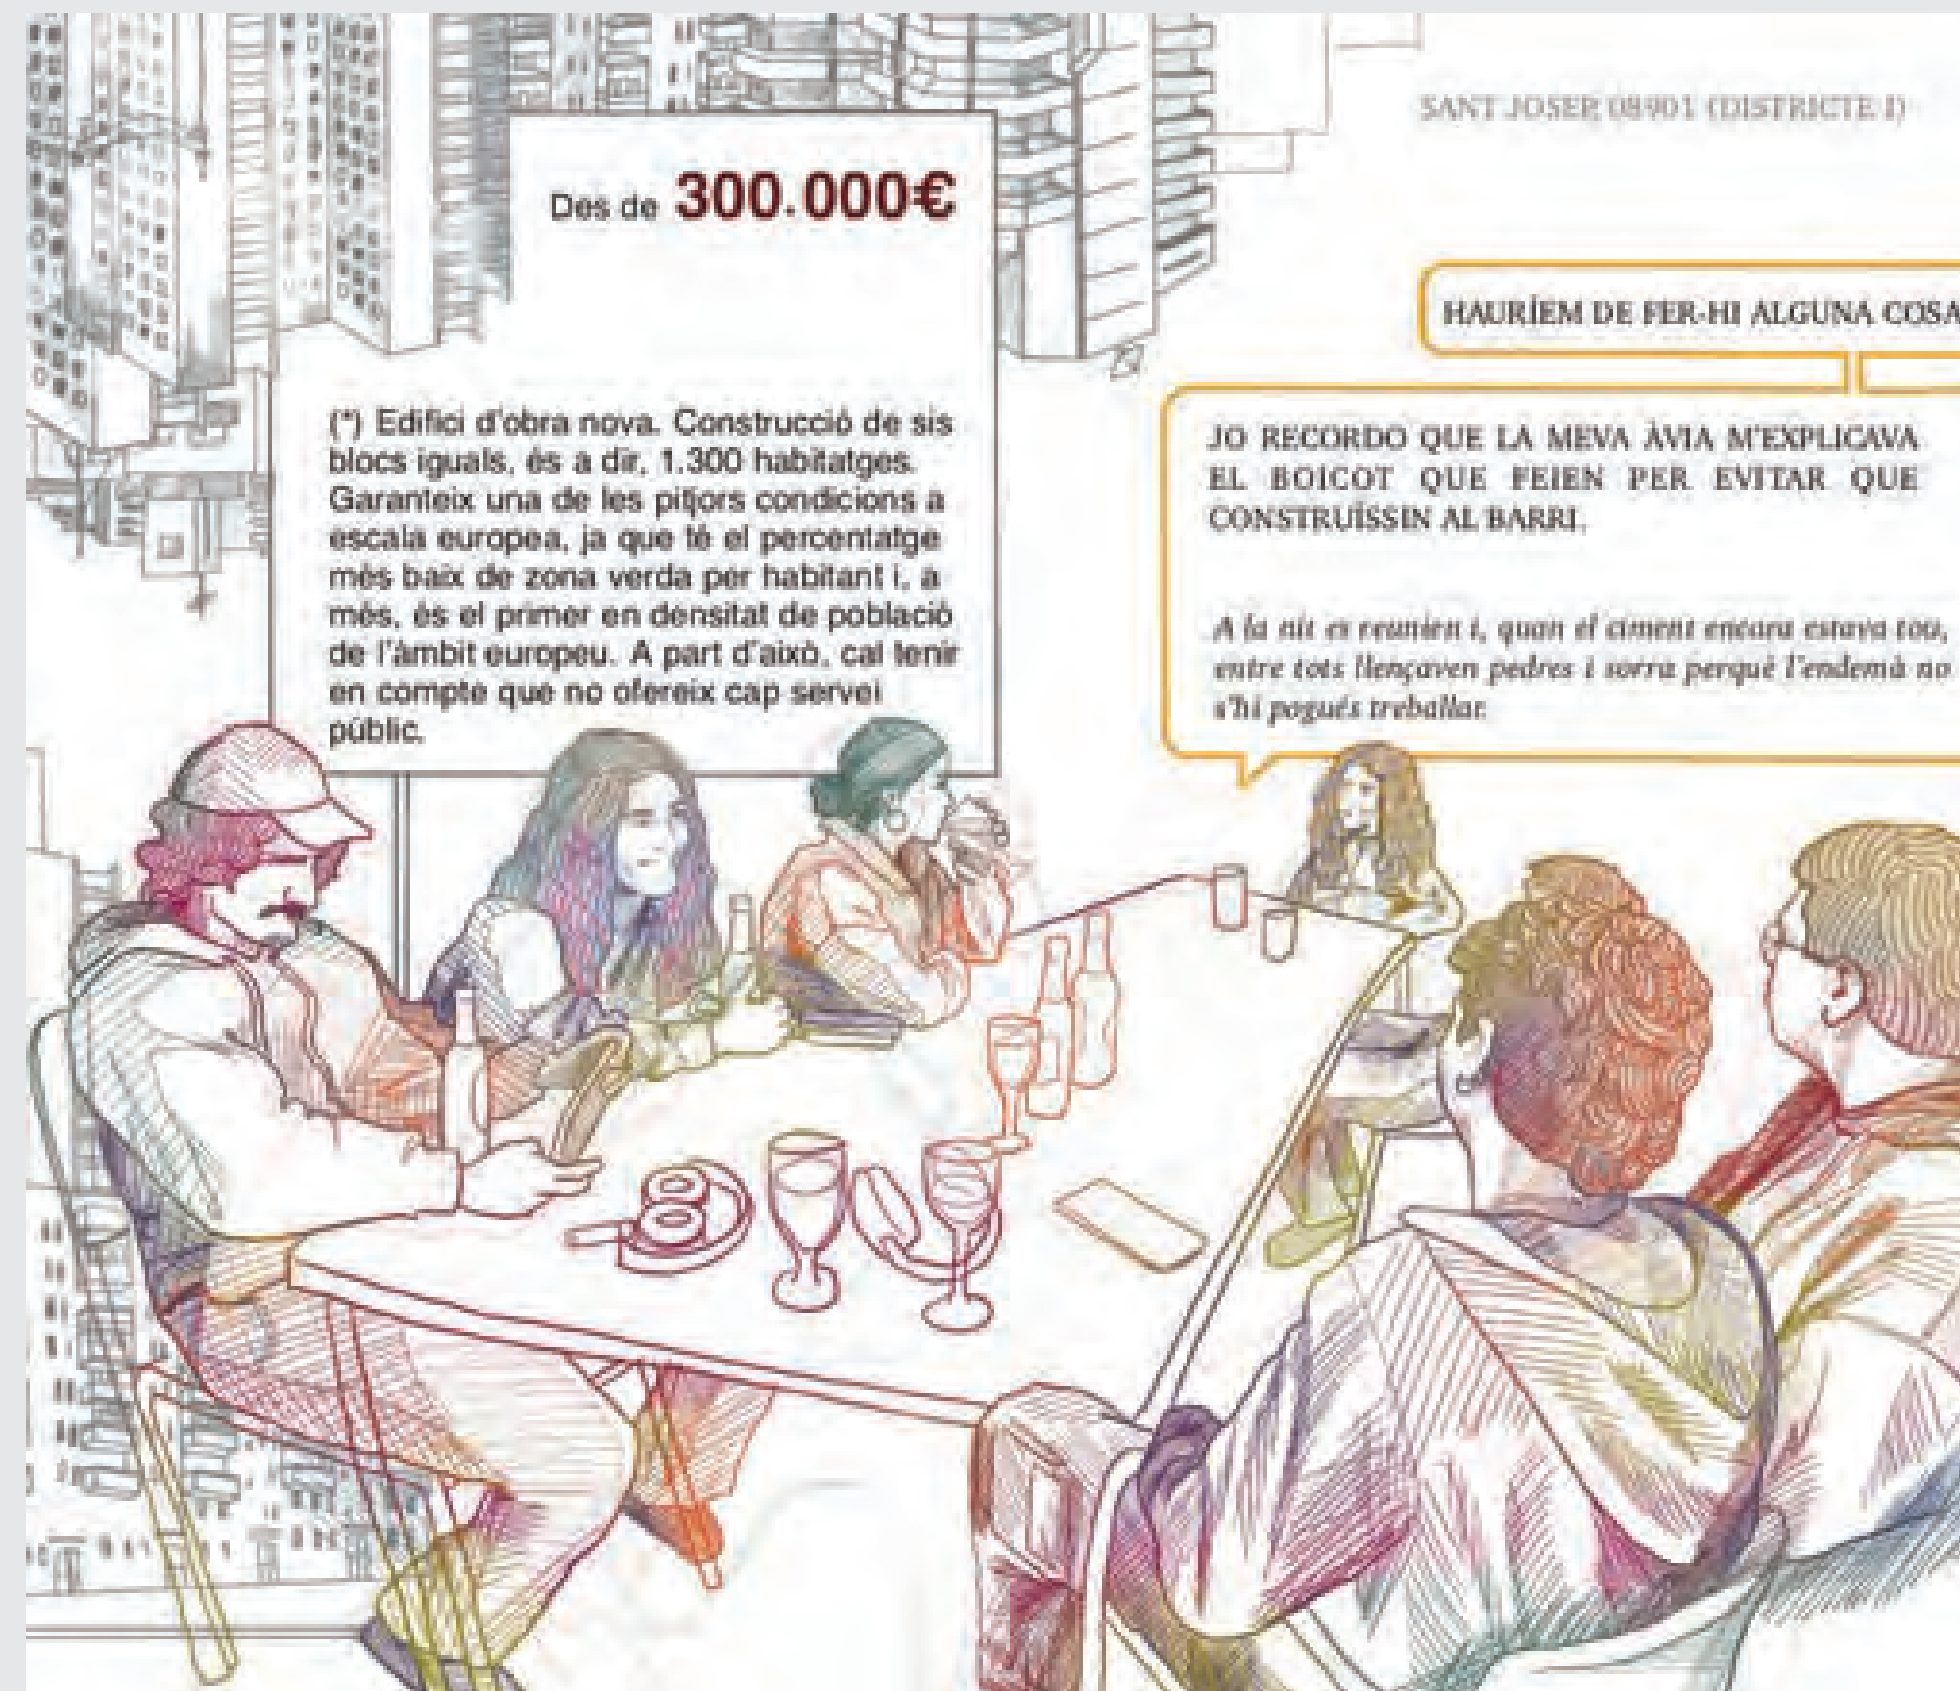 SANT JOSEP, 08901 (DISTRICTE I)
Des de 300.000€
(*) Edifici d'obra nova. Construcció de sis
blocs iguals, és a dir, 1.300 habitatges.
Garanteix una de les pitjors condicions a
escala europea, ja que té el percentatge
més baix de zona verda per habitant i, a
més, és el primer en densitat de població
de l'àmbit europeu. A part d'això, cal tenir
en compte que no ofereix cap servei
públic.
HAURÍEM DE FER-HI ALGUNA COSA
JO RECORDO QUE LA MEVA ÀVIA M'EXPLICAVA
EL BOICOT QUE FEIEN PER EVITAR QUE
CONSTRUÏSSIN AL BARRI.
A la nit es reunien i, quan el ciment encara estava tou,
entre tots llençaven pedres i sorra perquè l'endemà no
s'hi pogués treballar.